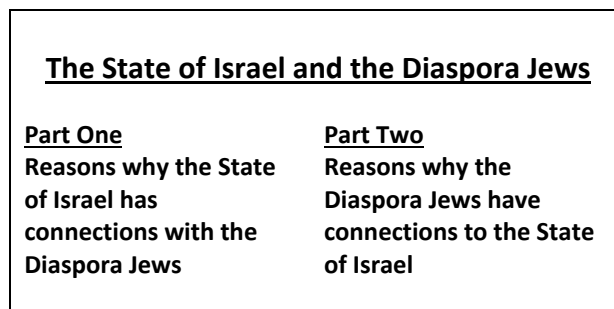 The State of Israel and the Diaspora Jews
Part One
Reasons why the State
of Israel has
connections with the
Diaspora Jews
Part Two
Reasons why the
Diaspora Jews have
connections to the State
of Israel